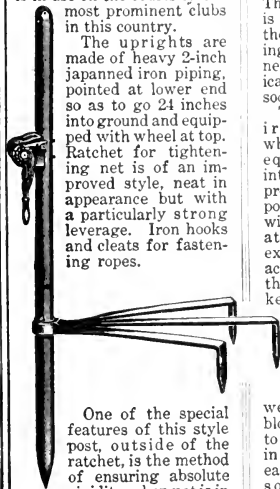 most prominent clubs
in this country.
The uprights are
made of heavy 2-inch
japanned iron piping,
pointed at lower end
so as to go 24 inches
into ground and equip-
ped with wheel at top.
Ratchet for tighten-
ing net is of an im-
proved style, neat in
appearance but with
a particularly strong
leverage. Iron hooks
and cleats for fasten-
ing ropes.
One of the special
features of this style
post, outside of the
ratchet, is the method
of ensuring absolute
Th
is
the
ing
ne
ica
soc
ir
wh
eq
int
pr
po
wi
at
ex
ac
th
ke
we
blo
to
in
ea